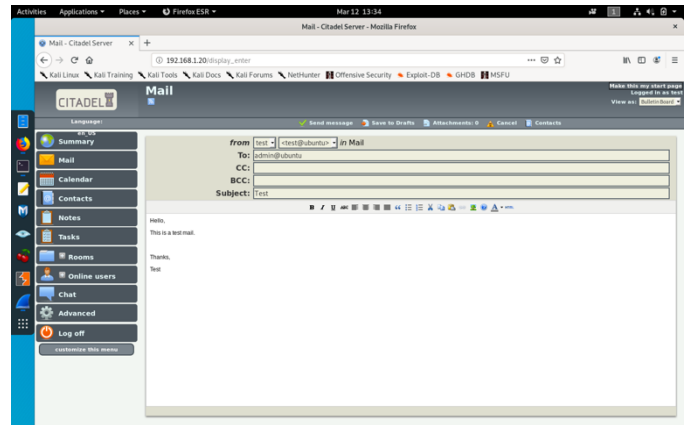 Activities Applications Places Firefox ESR Mar 12 13:34 1
Mail - Citadel Server - Mozilla Firefox
Mail - Citadel Server
192.168.1.20/display_enter
Kali Linux Kali Training Kali Tools Kali Docs Kali Forums NetHunter Offensive Security Exploit-DB GHDB MSFU
CITADEL
Mail
Make this my start page
Logged in as test
View as: Bulletin Board
Language:
en_US
Send message Save to Drafts Attachments: 0 Cancel Contacts
Summary
Mail
Calendar
Contacts
Notes
Tasks
Rooms
Online users
Chat
Advanced
Log off
customize this menu
from test <test@ubuntu> in Mail
To: admin@ubuntu
CC:
BCC:
Subject: Test
Hello,
This is a test mail.
Thanks,
Test